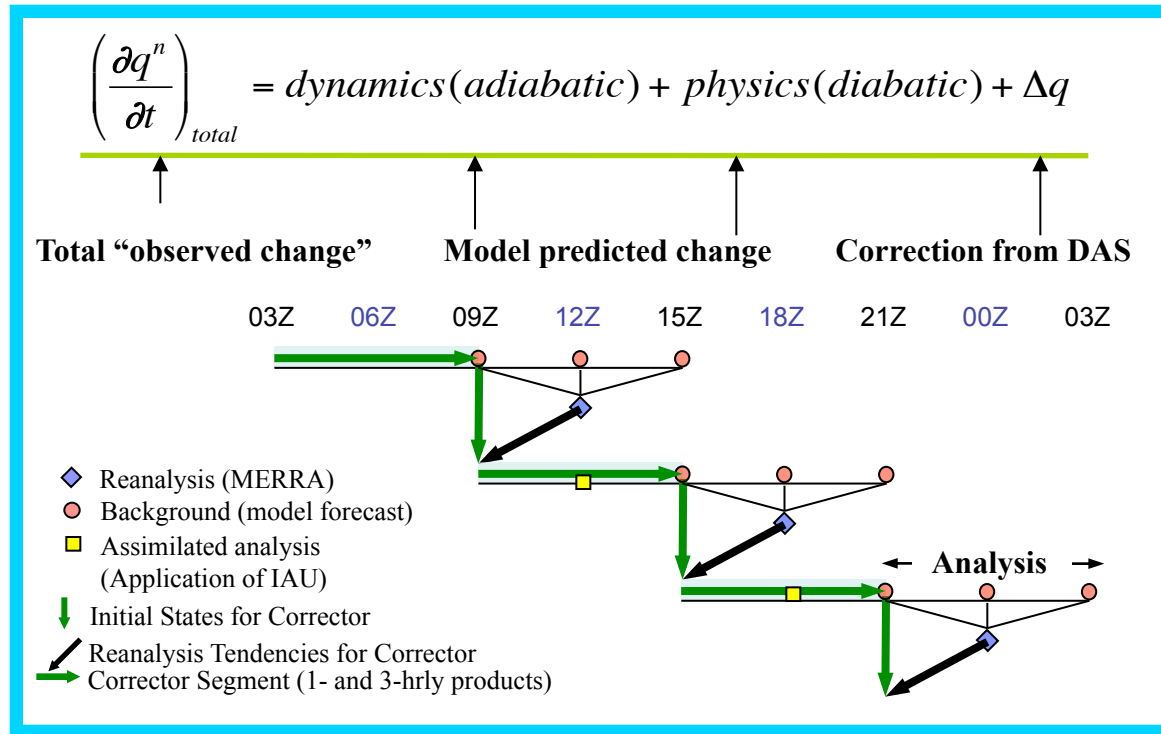 (∂qⁿ/∂t)total = dynamics(adiabatic) + physics(diabatic) + Δq
Total “observed change” Model predicted change Correction from DAS
03Z 06Z 09Z 12Z 15Z 18Z 21Z 00Z 03Z
Reanalysis (MERRA)
Background (model forecast)
Assimilated analysis
(Application of IAU)
Analysis
Initial States for Corrector
Reanalysis Tendencies for Corrector
Corrector Segment (1- and 3-hrly products)